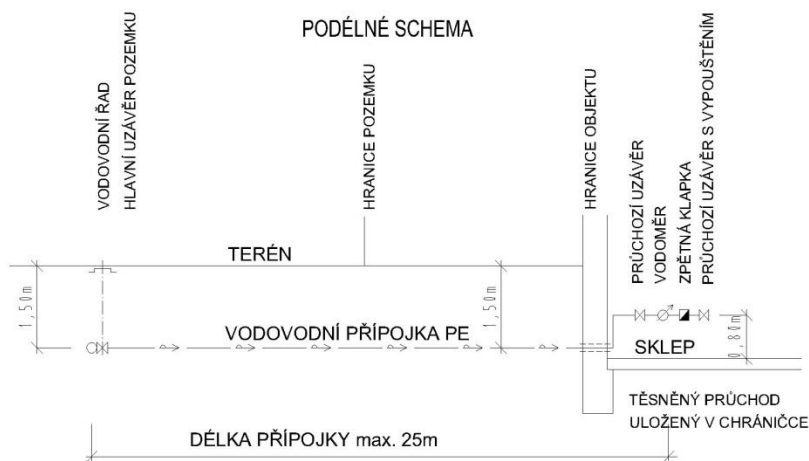 PODÉLNÉ SCHEMA
VODOVODNÍ ŘAD
HLAVNÍ UZÁVĚR POZEMKU
HRANICE POZEMKU
HRANICE OBJEKTU
PRŮCHOZÍ UZÁVĚR
VODOMĚR
ZPĚTNÁ KLAPKA
PRŮCHOZÍ UZÁVĚR S VYPOUŠTĚNÍM
TERÉN
1,50m
1,50m
VODOVODNÍ PŘÍPOJKA PE
P P P P P P
0,80m
SKLEP
TĚSNĚNÝ PRŮCHOD
ULOŽENÝ V CHRÁNIČCE
DÉLKA PŘÍPOJKY max. 25m